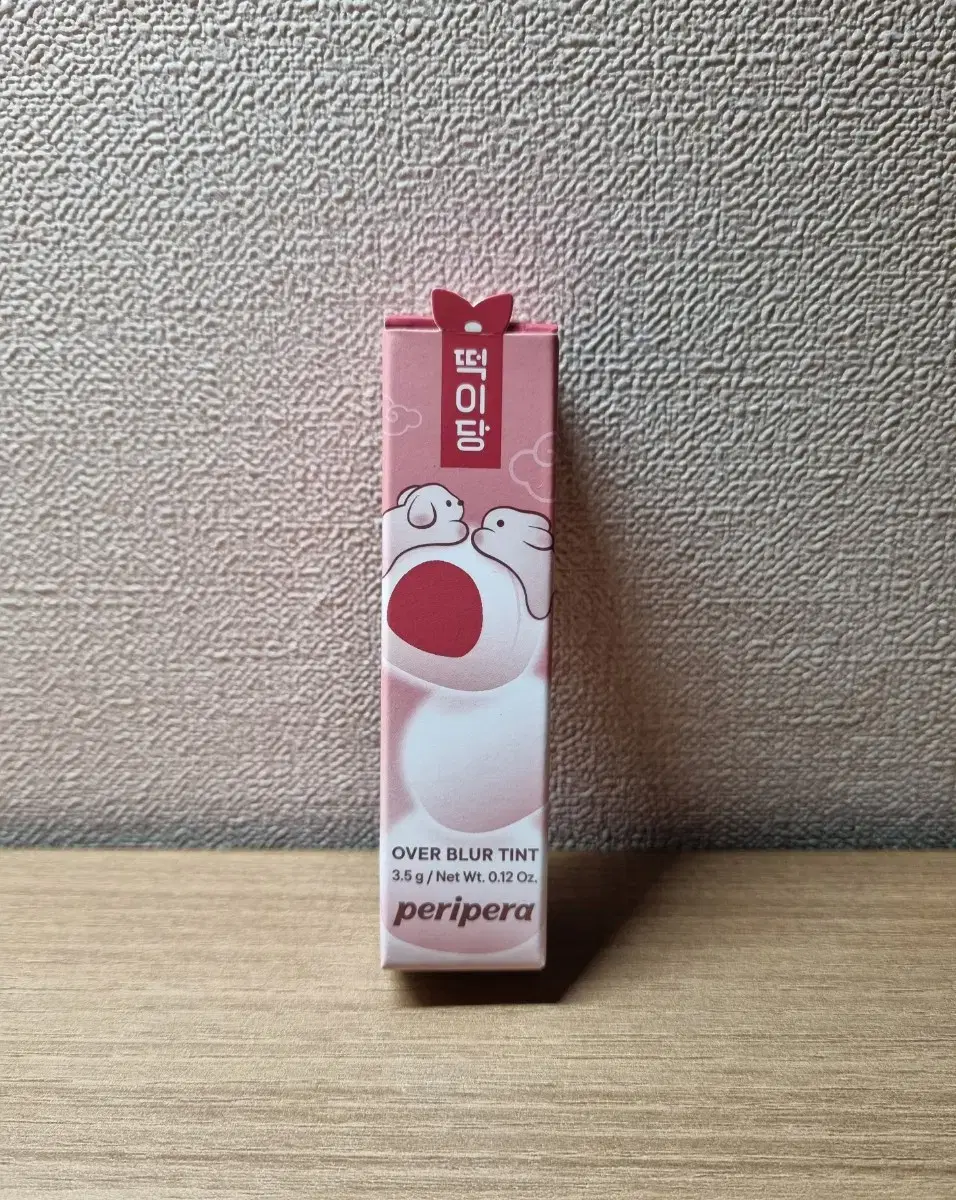 떡이당
OVER BLUR TINT
3.5 g / Net Wt. 0.12 Oz.
peripera